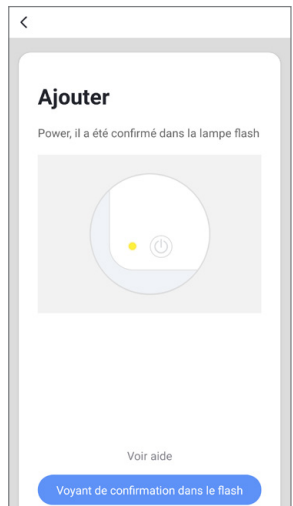 Ajouter
Power, il a été confirmé dans la lampe flash
Voir aide
Voyant de confirmation dans le flash